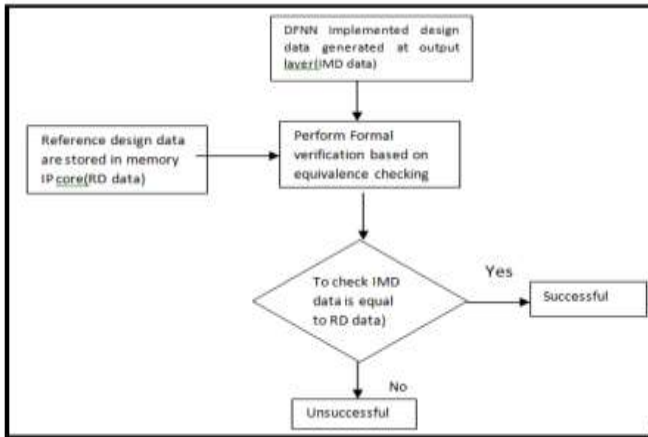 DFNN Implemented design
data generated at output
layer(IMD data)
Reference design data
are stored in memory
IP core(RD data)
Perform Formal
verification based on
equivalence checking
To check IMD
data is equal
to RD data)
Yes
Successful
No
Unsuccessful